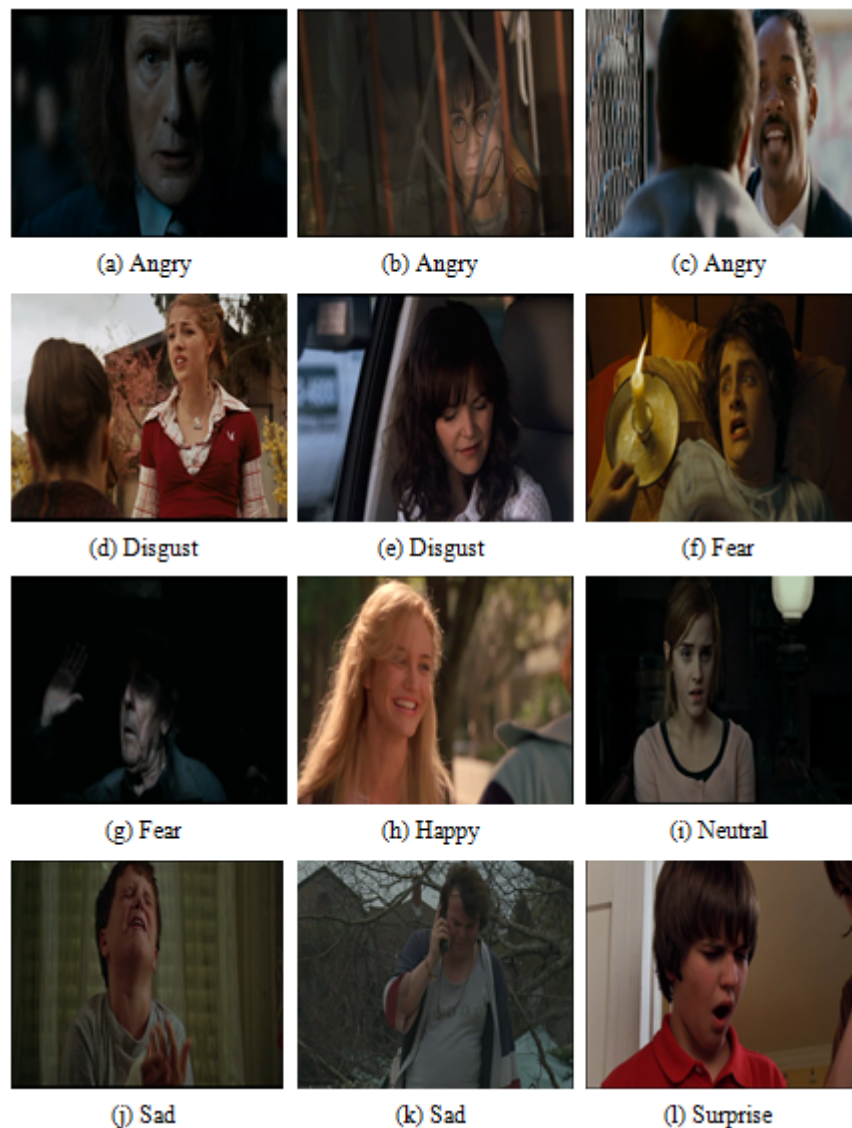 (a) Angry
(b) Angry
(c) Angry
(d) Disgust
(e) Disgust
(f) Fear
(g) Fear
(h) Happy
(i) Neutral
(j) Sad
(k) Sad
(l) Surprise